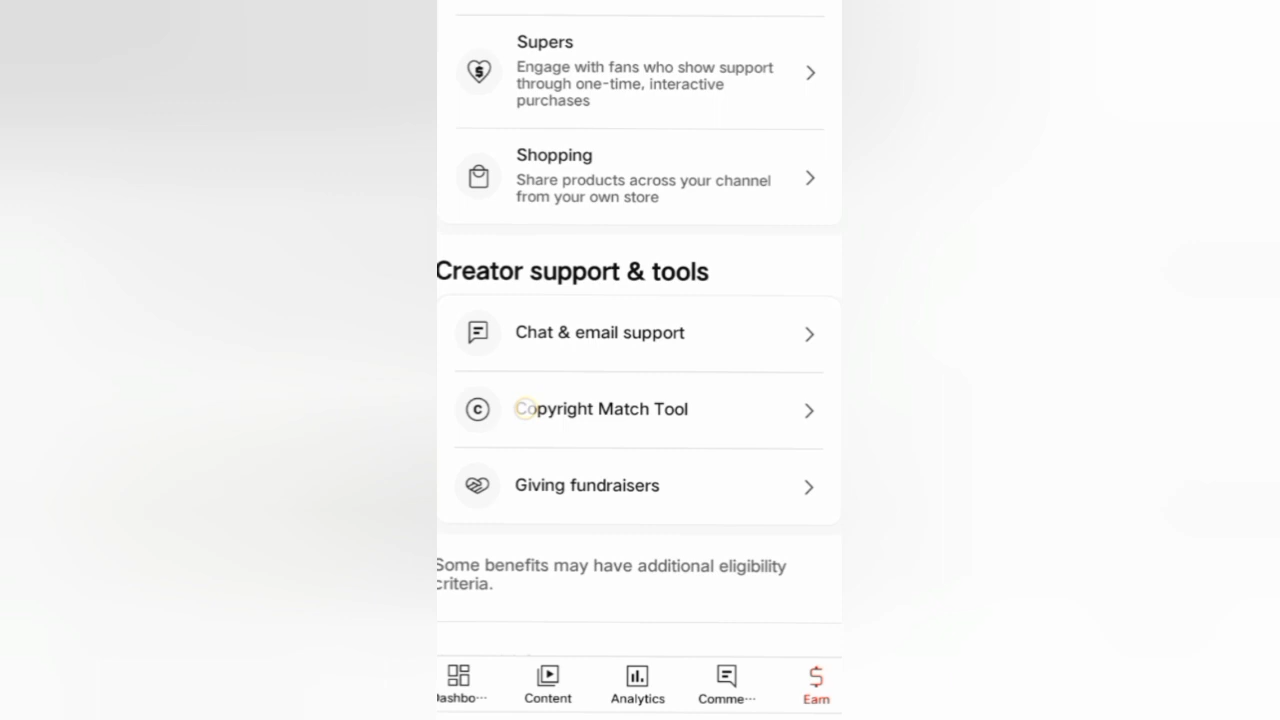 Supers
Engage with fans who show support
through one-time, interactive
purchases
Shopping
Share products across your channel
from your own store
Creator support & tools
Chat & email support
Copyright Match Tool
Giving fundraisers
Some benefits may have additional eligibility
criteria.
Dashbo... Content Analytics Comme... Earn